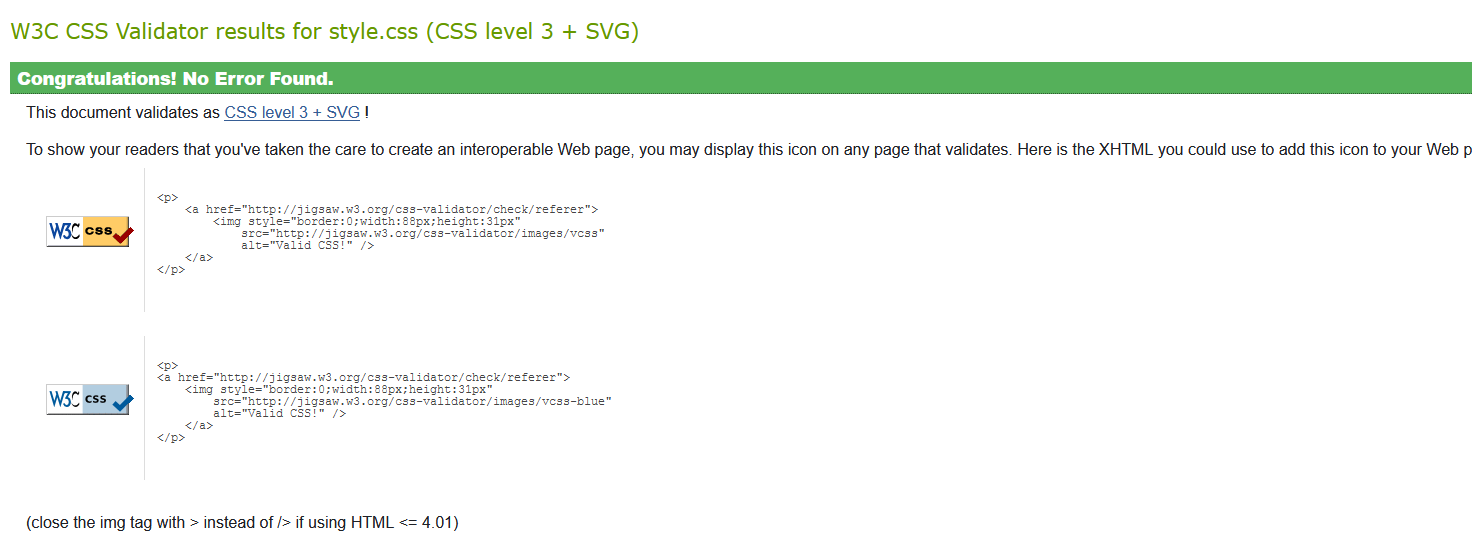 W3C CSS Validator results for style.css (CSS level 3 + SVG)
Congratulations! No Error Found.
This document validates as CSS level 3 + SVG !
To show your readers that you've taken the care to create an interoperable Web page, you may display this icon on any page that validates. Here is the XHTML you could use to add this icon to your Web p
W3C css
<p>
<a href="http://jigsaw.w3.org/css-validator/check/referer">
<img style="border:0;width:88px;height:31px"
src="http://jigsaw.w3.org/css-validator/images/vcss"
alt="Valid CSS!" />
</a>
</p>
W3C css
<p>
<a href="http://jigsaw.w3.org/css-validator/check/referer">
<img style="border:0;width:88px;height:31px"
src="http://jigsaw.w3.org/css-validator/images/vcss-blue"
alt="Valid CSS!" />
</a>
</p>
(close the img tag with > instead of /> if using HTML <= 4.01)